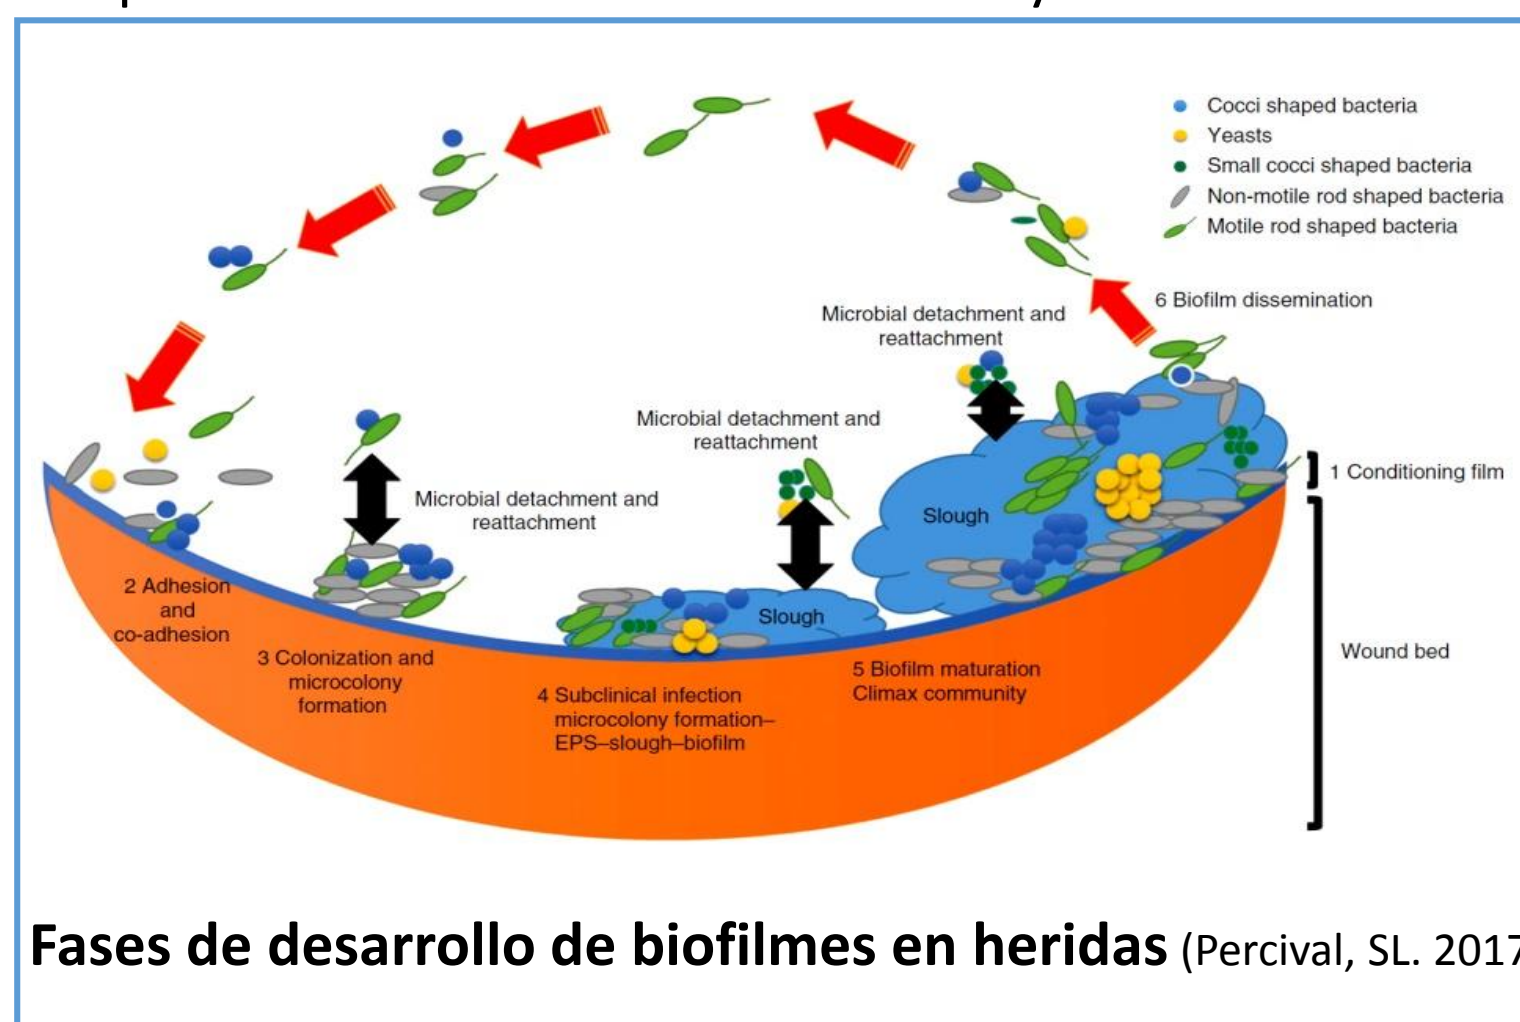 Cocci shaped bacteria
Yeasts
Small cocci shaped bacteria
Non-motile rod shaped bacteria
Motile rod shaped bacteria
6 Biofilm dissemination
Microbial detachment and
reattachment
Microbial detachment and
reattachment
Microbial detachment and
reattachment
1 Conditioning film
Slough
Slough
Wound bed
2 Adhesion
and
co-adhesion
3 Colonization and
microcolony
formation
4 Subclinical infection
microcolony formation–
EPS–slough–biofilm
5 Biofilm maturation
Climax community
Fases de desarrollo de biofilmes en heridas (Percival, SL. 2017